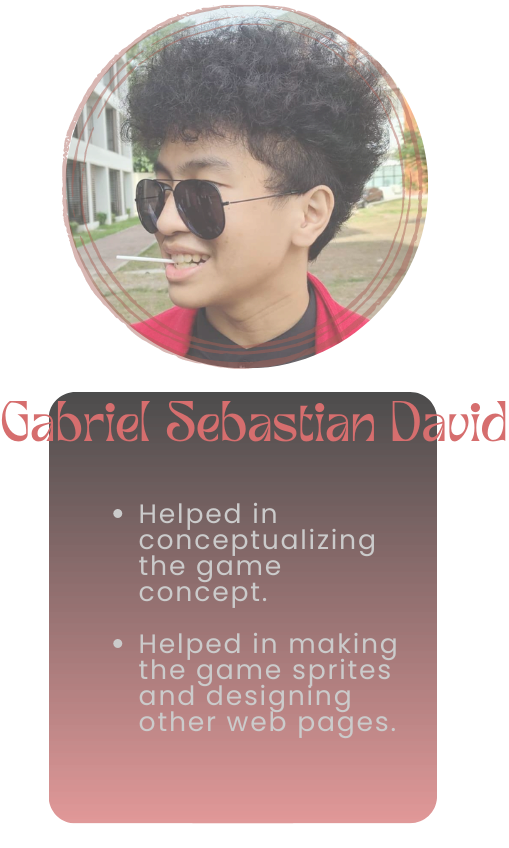 Gabriel Sebastian David
• Helped in
conceptualizing
the game
concept.
• Helped in making
the game sprites
and designing
other web pages.